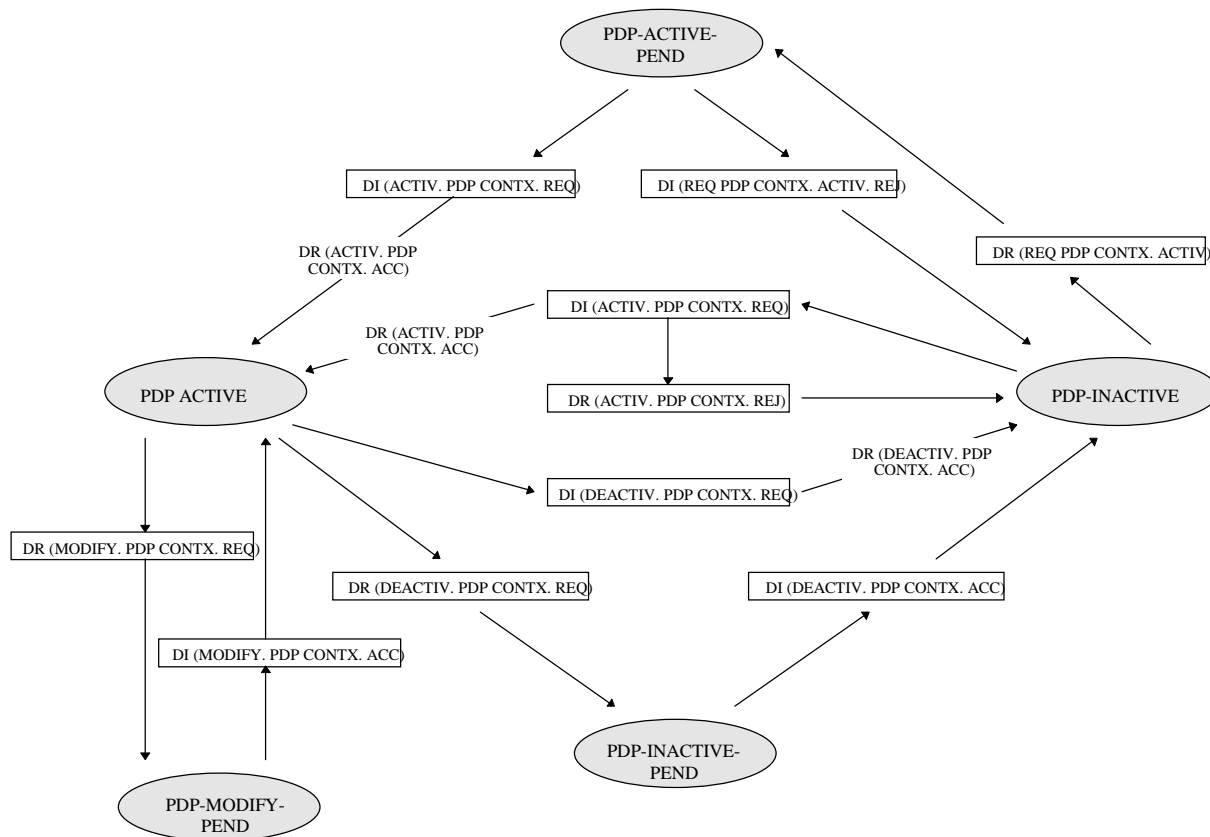 PDP-ACTIVE-
PEND
DI (ACTIV. PDP CONTX. REQ)
DI (REQ PDP CONTX. ACTIV. REJ)
DR (ACTIV. PDP
CONTX. ACC)
DR (REQ PDP CONTX. ACTIV)
DI (ACTIV. PDP CONTX. REQ)
DR (ACTIV. PDP
CONTX. ACC)
PDP ACTIVE
DR (ACTIV. PDP CONTX. REJ)
PDP-INACTIVE
DR (DEACTIV. PDP
CONTX. ACC)
DI (DEACTIV. PDP CONTX. REQ)
DR (MODIFY. PDP CONTX. REQ)
DR (DEACTIV. PDP CONTX. REQ)
DI (DEACTIV. PDP CONTX. ACC)
DI (MODIFY. PDP CONTX. ACC)
PDP-INACTIVE-
PEND
PDP-MODIFY-
PEND